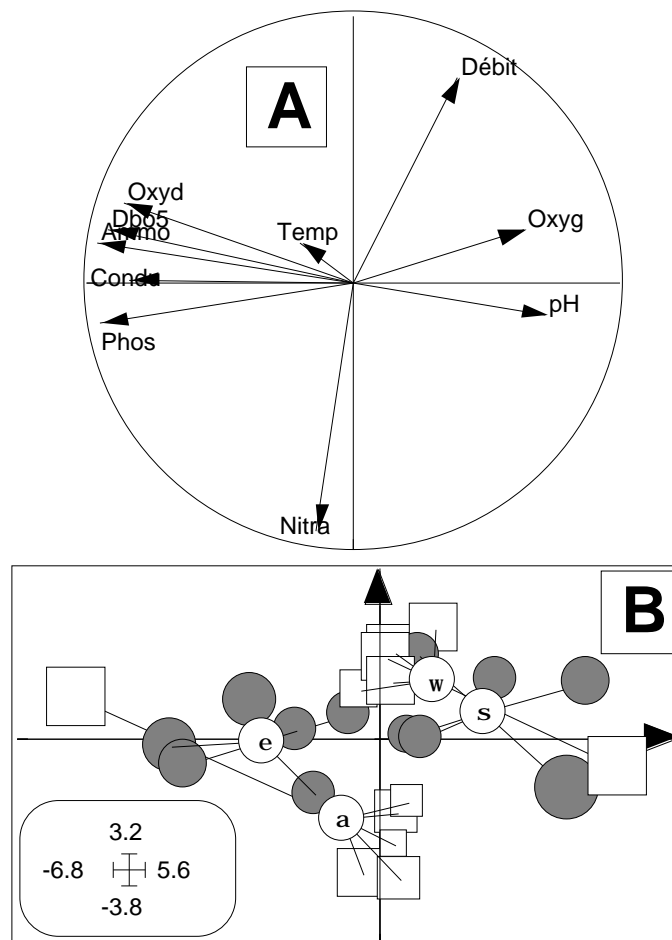 A
Débit
Oxyd
Dbo5
Ammo
Temp
Oxyg
Condu
pH
Phos
Nitra
B
w
s
e
a
3.2
-6.8 5.6
-3.8